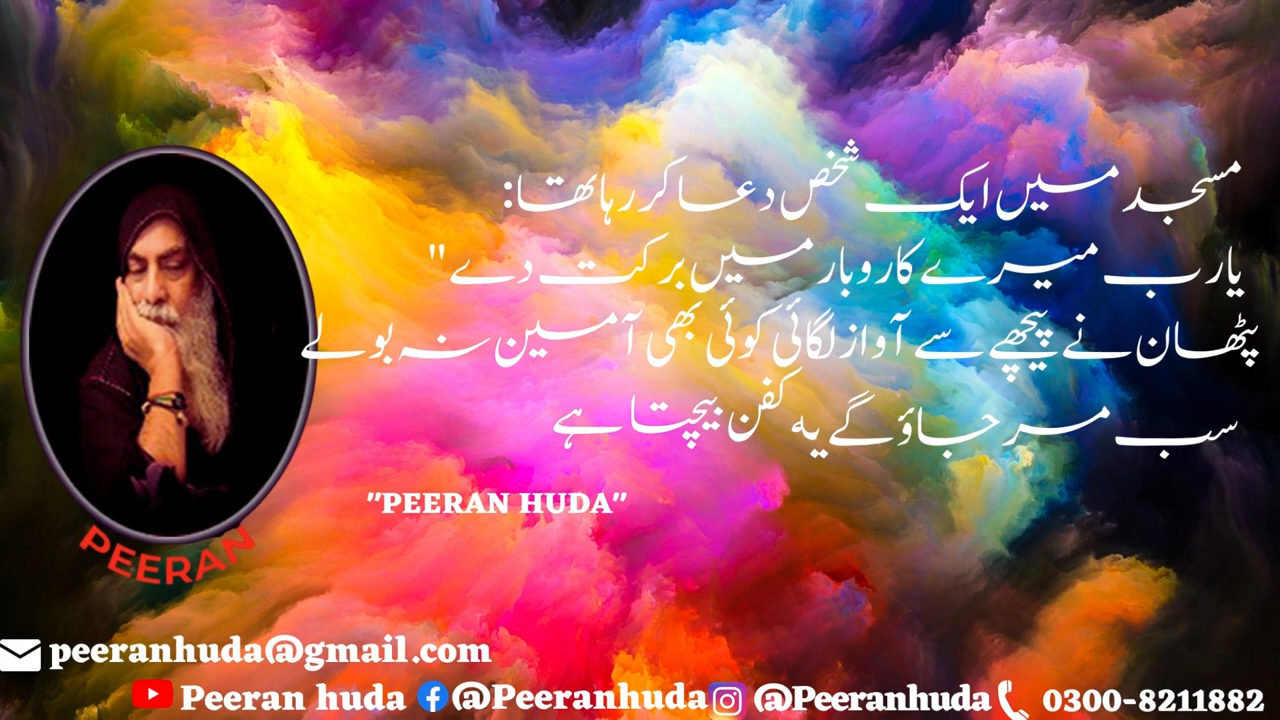 مسجد میں ایک شخص دعا کر رہا تھا:
یارب میرے کاروبار میں برکت دے"
پٹھان نے پیچھے سے آواز لگائی کوئی بھی آمین نہ بولے
سب مر جاؤ گے یہ کفن بیچتا ہے
"PEERAN HUDA"
PEERAN
peeranhuda@gmail.com
Peeran huda @Peeranhuda @Peeranhuda 0300-8211882